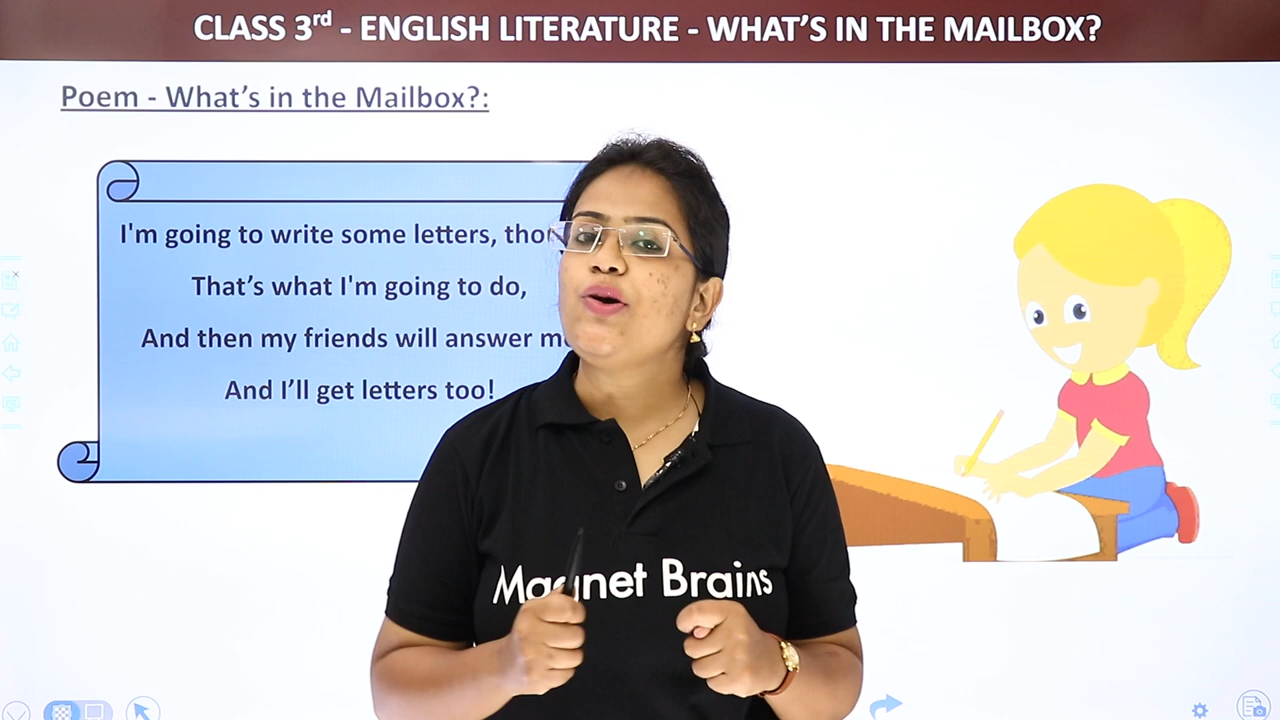 CLASS 3rd - ENGLISH LITERATURE - WHAT'S IN THE MAILBOX?
Poem - What's in the Mailbox?:
I'm going to write some letters,
That's what I'm going to do,
And then my friends will answer
And I'll get letters too!
Magnet Brains